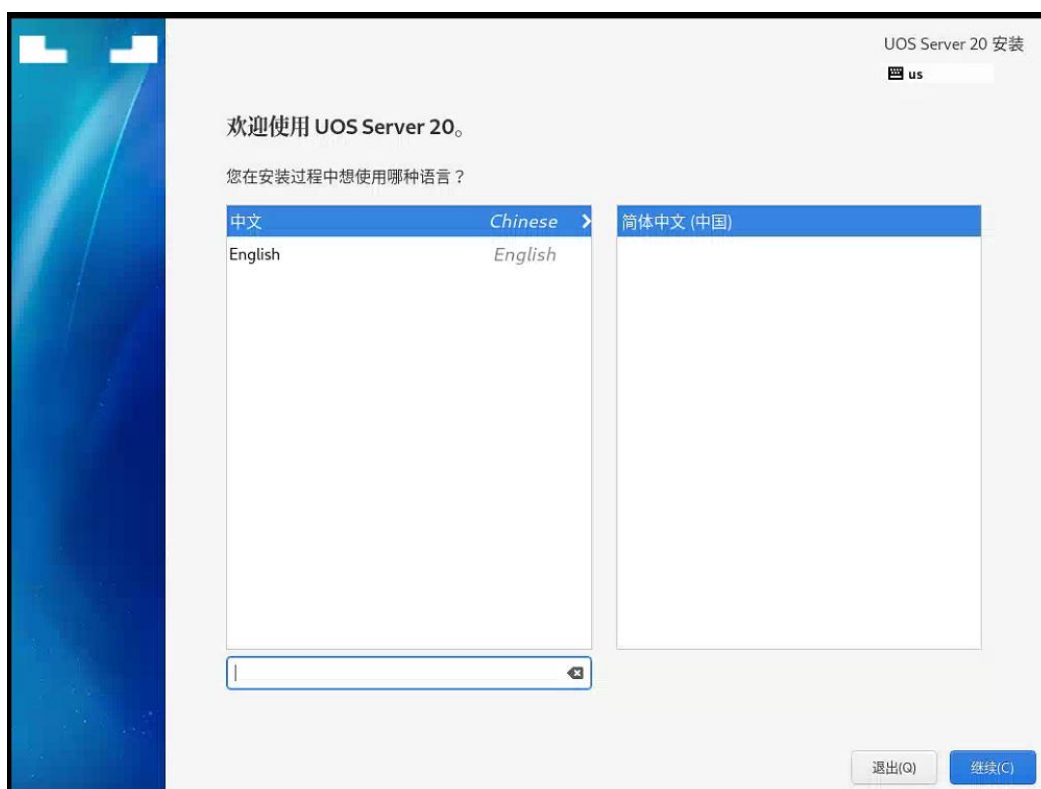 UOS Server 20 安装
us
欢迎使用 UOS Server 20。
您在安装过程中想使用哪种语言？
中文 Chinese
简体中文 (中国)
English English
退出(Q)
继续(C)